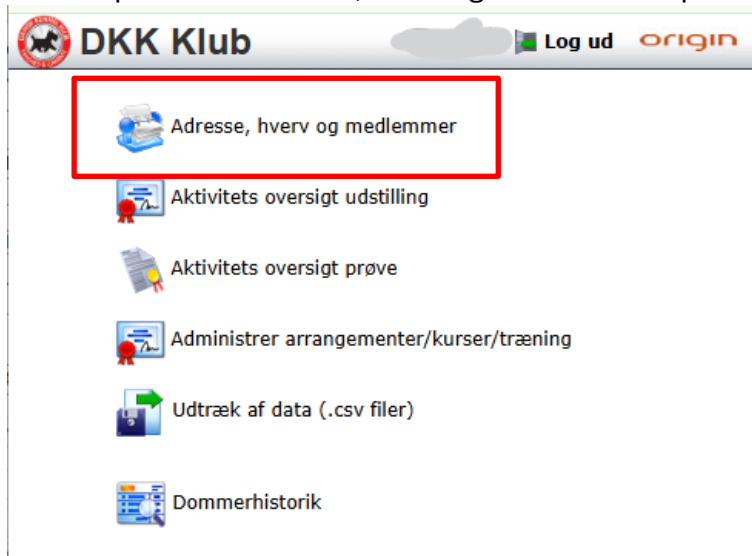 DKK Klub
Log ud
origin
Adresse, hverv og medlemmer
Aktivitets oversigt udstilling
Aktivitets oversigt prøve
Administrer arrangementer/kurser/træning
Udtræk af data (.csv filer)
Dommerhistorik